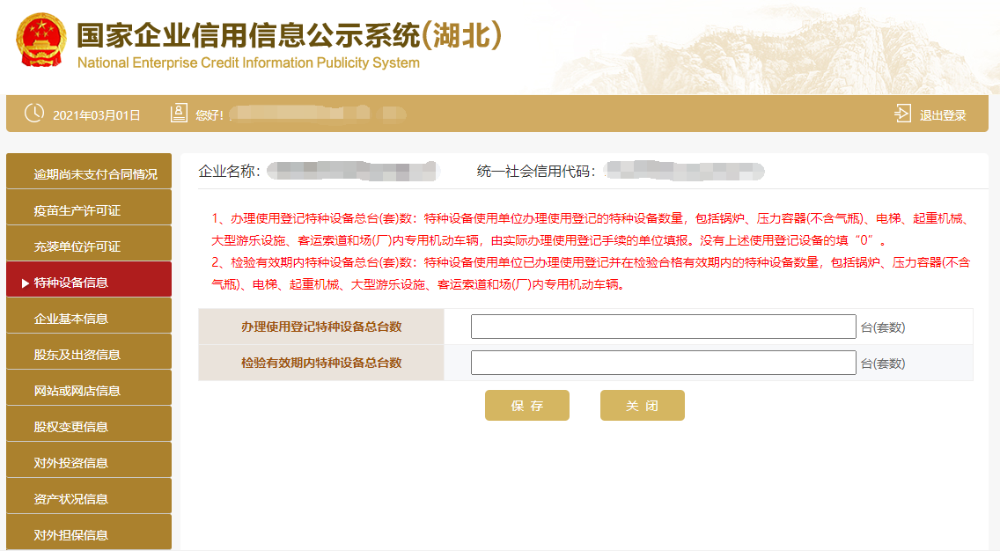 国家企业信用信息公示系统(湖北)
National Enterprise Credit Information Publicity System
2021年03月01日 您好! 退出登录
企业名称： 统一社会信用代码：
逾期尚未支付合同情况
疫苗生产许可证
充装单位许可证
特种设备信息
企业基本信息
股东及出资信息
网站或网店信息
股权变更信息
对外投资信息
资产状况信息
对外担保信息
1、办理使用登记特种设备总台(套)数：特种设备使用单位办理使用登记的特种设备数量，包括锅炉、压力容器(不含气瓶)、电梯、起重机械、
大型游乐设施、客运索道和场(厂)内专用机动车辆，由实际办理使用登记手续的单位填报。没有上述使用登记设备的填“0”。
2、检验有效期内特种设备总台(套)数：特种设备使用单位已办理使用登记并在检验合格有效期内的特种设备数量，包括锅炉、压力容器(不含
气瓶)、电梯、起重机械、大型游乐设施、客运索道和场(厂)内专用机动车辆。
办理使用登记特种设备总台数 台(套数)
检验有效期内特种设备总台数 台(套数)
保 存 关 闭